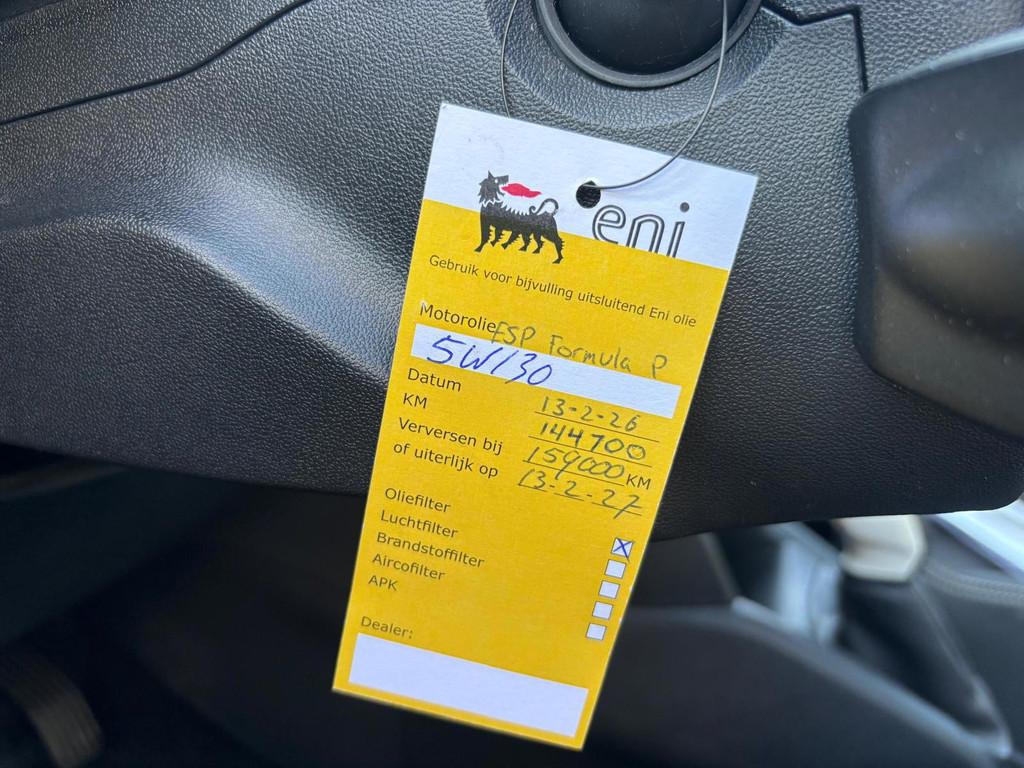 eni
Gebruik voor bijvulling uitsluitend Eni olie
Motorolie FSP Formula P
5W/30
Datum 13-2-26
KM 144700
Verversen bij 159000 KM
of uiterlijk op 13-2-27
Oliefilter
Luchtfilter
Brandstoffilter
Aircofilter
APK
Dealer: